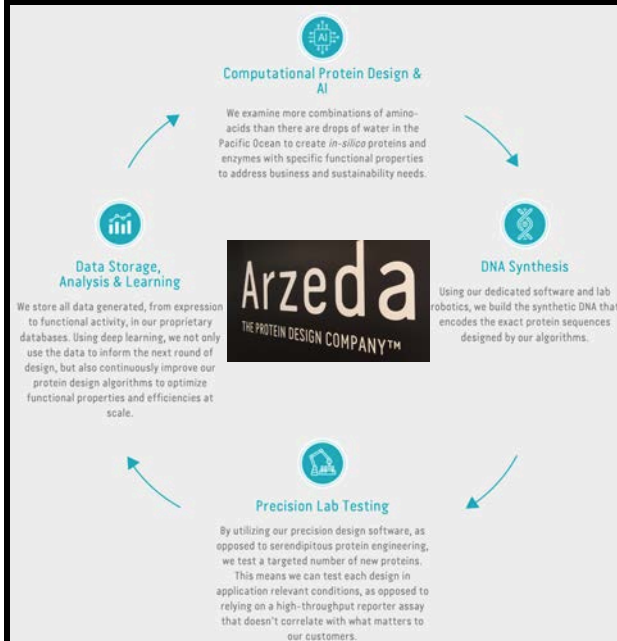 AI
Computational Protein Design &
AI
We examine more combinations of amino-
acids than there are drops of water in the
Pacific Ocean to create in-silico proteins and
enzymes with specific functional properties
to address business and sustainability needs.
DNA Synthesis
Using our dedicated software and lab
robotics, we build the synthetic DNA that
encodes the exact protein sequences
designed by our algorithms.
Precision Lab Testing
By utilizing our precision design software, as
opposed to serendipitous protein engineering,
we test a targeted number of new proteins.
This means we can test each design in
application relevant conditions, as opposed to
relying on a high-throughput reporter assay
that doesn't correlate with what matters to
our customers.
Data Storage,
Analysis & Learning
We store all data generated, from expression
to functional activity, in our proprietary
databases. Using deep learning, we not only
use the data to inform the next round of
design, but also continuously improve our
protein design algorithms to optimize
functional properties and efficiencies at
scale.
Arzeda
THE PROTEIN DESIGN COMPANY™